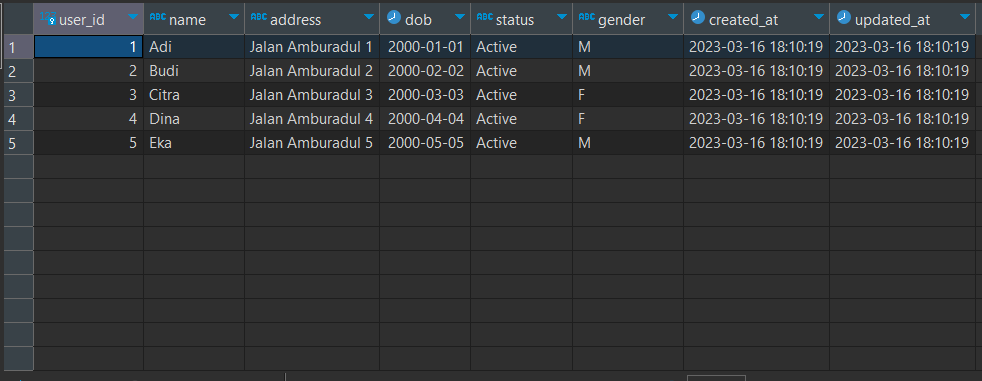 user_id name address dob status gender created_at updated_at
1 1 Adi Jalan Amburadul 1 2000-01-01 Active M 2023-03-16 18:10:19 2023-03-16 18:10:19
2 2 Budi Jalan Amburadul 2 2000-02-02 Active M 2023-03-16 18:10:19 2023-03-16 18:10:19
3 3 Citra Jalan Amburadul 3 2000-03-03 Active F 2023-03-16 18:10:19 2023-03-16 18:10:19
4 4 Dina Jalan Amburadul 4 2000-04-04 Active F 2023-03-16 18:10:19 2023-03-16 18:10:19
5 5 Eka Jalan Amburadul 5 2000-05-05 Active M 2023-03-16 18:10:19 2023-03-16 18:10:19